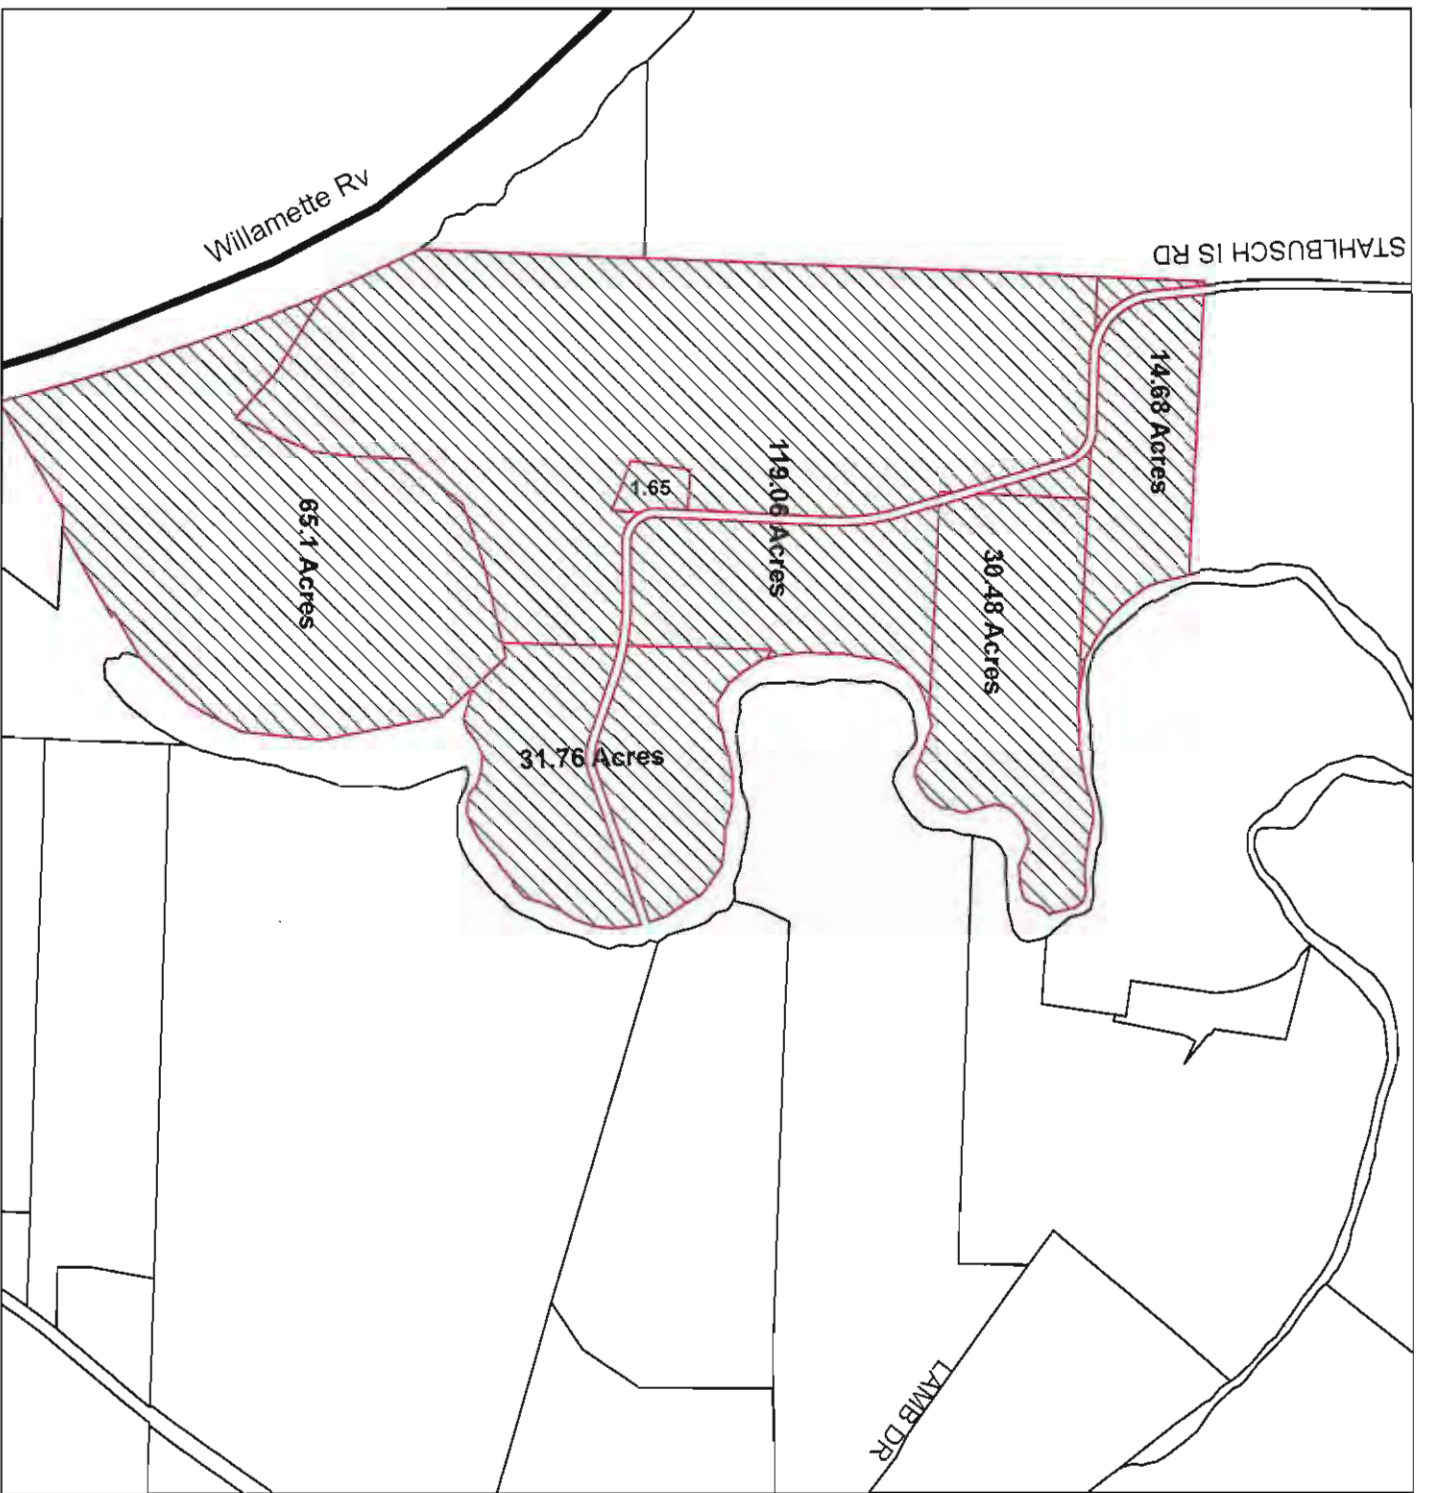 Willamette Rv
STAHLBUSCH IS RD
14.68 Acres
119.06 Acres
1.65
65.1 Acres
30.48 Acres
31.76 Acres
LAMB DR